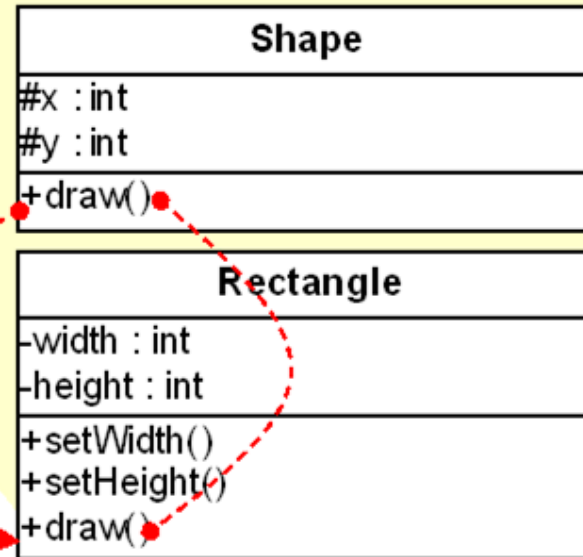 Shape
#x : int
#y : int
+draw()
Rectangle
-width : int
-height : int
+setWidth()
+setHeight()
+draw()